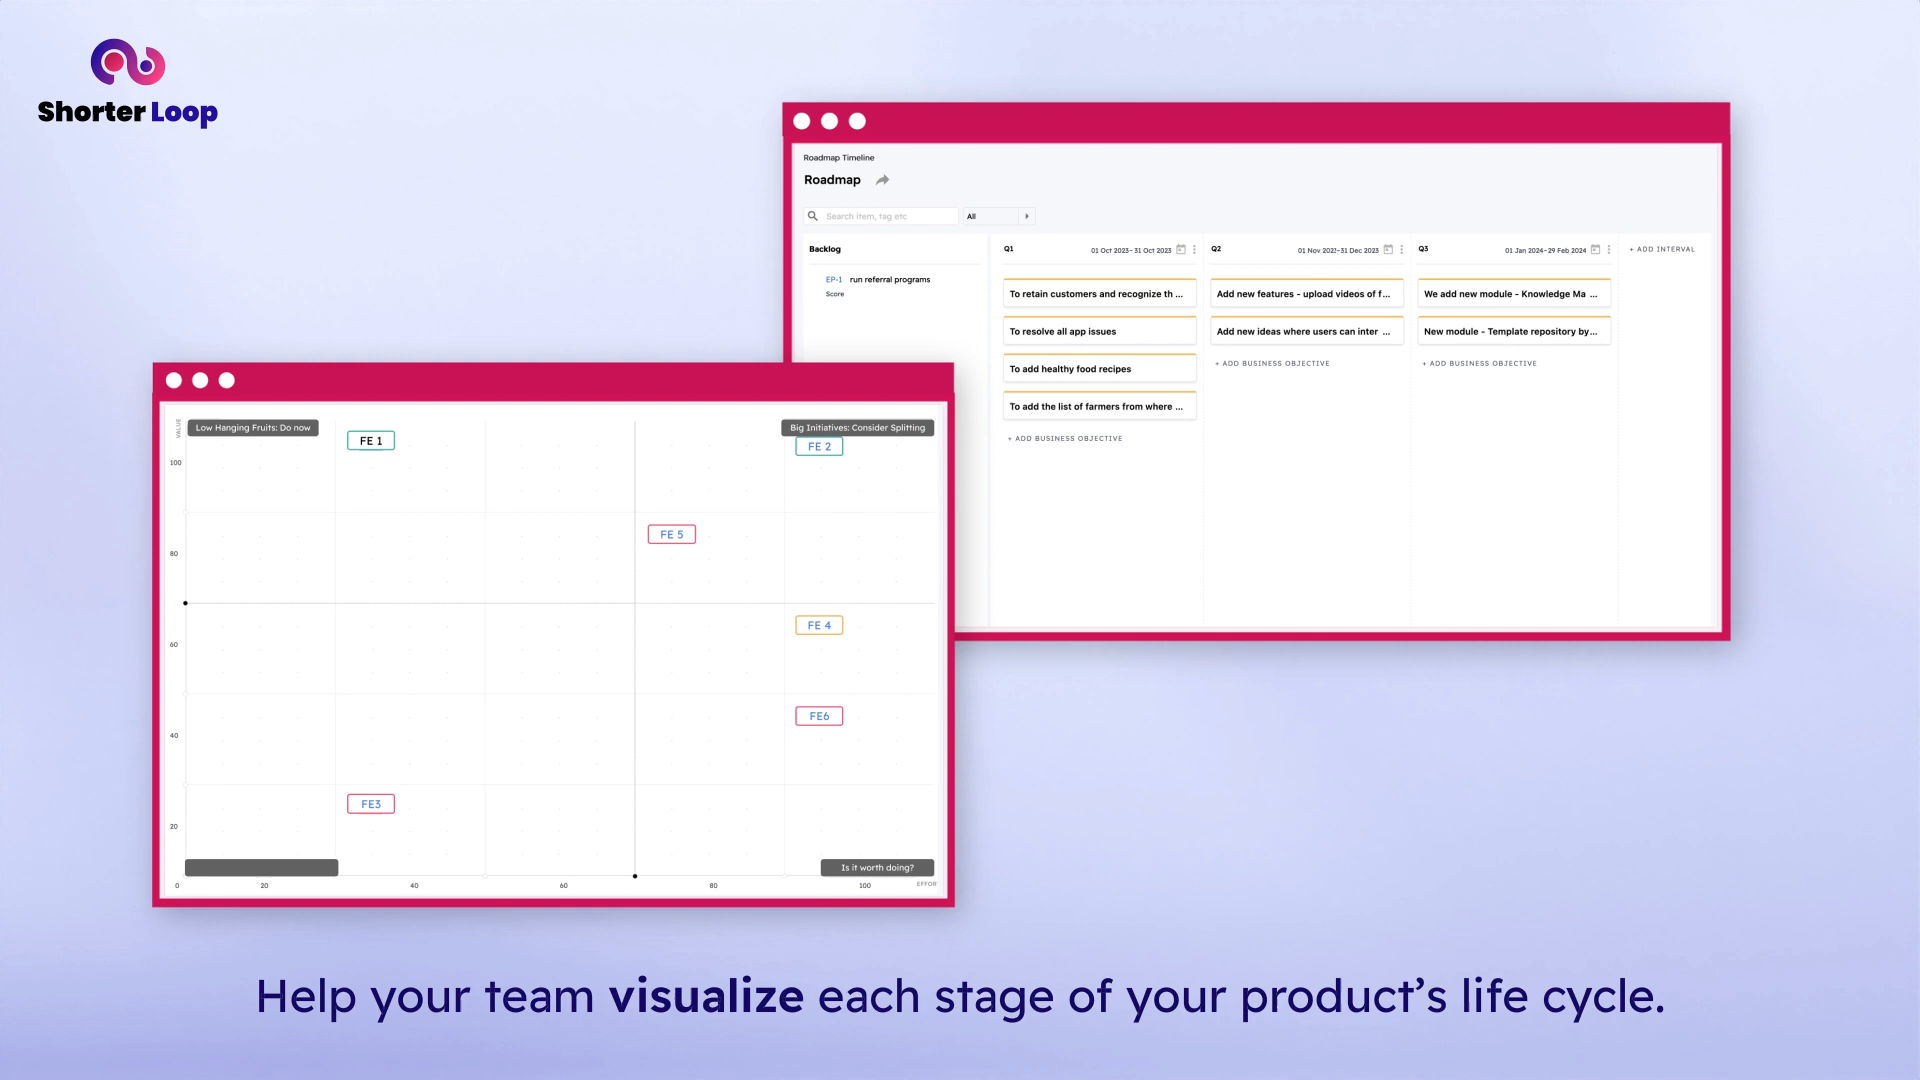 Shorter Loop
Roadmap Timeline
Roadmap
Search item, tag etc
All
Backlog
EP-1 run referral programs
Score
Q1 01 Oct 2023-31 Oct 2023
To retain customers and recognize th ...
To resolve all app issues
To add healthy food recipes
To add the list of farmers from where ...
+ ADD BUSINESS OBJECTIVE
Q2 01 Nov 2023-31 Dec 2023
Add new features - upload videos of f...
Add new ideas where users can inter ...
+ ADD BUSINESS OBJECTIVE
Q3 01 Jan 2024-29 Feb 2024
We add new module - Knowledge Ma ...
New module - Template repository by...
+ ADD BUSINESS OBJECTIVE
+ ADD INTERVAL
VALUE
Low Hanging Fruits: Do now
Big Initiatives: Consider Splitting
FE 1
FE 2
100
FE 5
80
FE 4
60
FE6
40
FE3
20
Is it worth doing?
0 20 40 60 80 100 EFFOR
Help your team visualize each stage of your product’s life cycle.